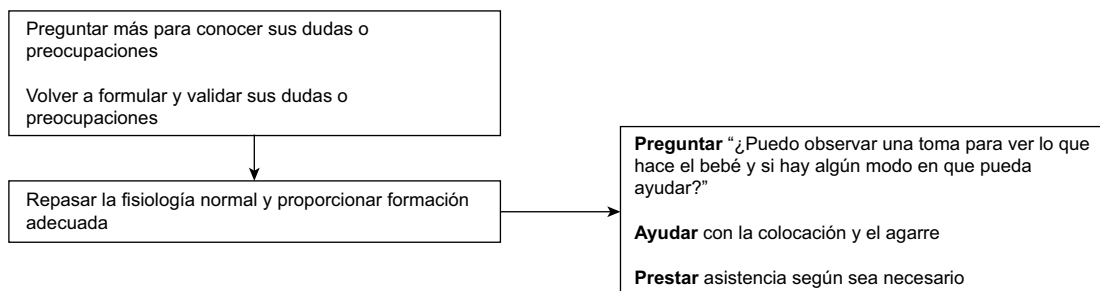 Preguntar más para conocer sus dudas o
preocupaciones
Volver a formular y validar sus dudas o
preocupaciones
Repasar la fisiología normal y proporcionar formación
adecuada
Preguntar “¿Puedo observar una toma para ver lo que
hace el bebé y si hay algún modo en que pueda
ayudar?”
Ayudar con la colocación y el agarre
Prestar asistencia según sea necesario